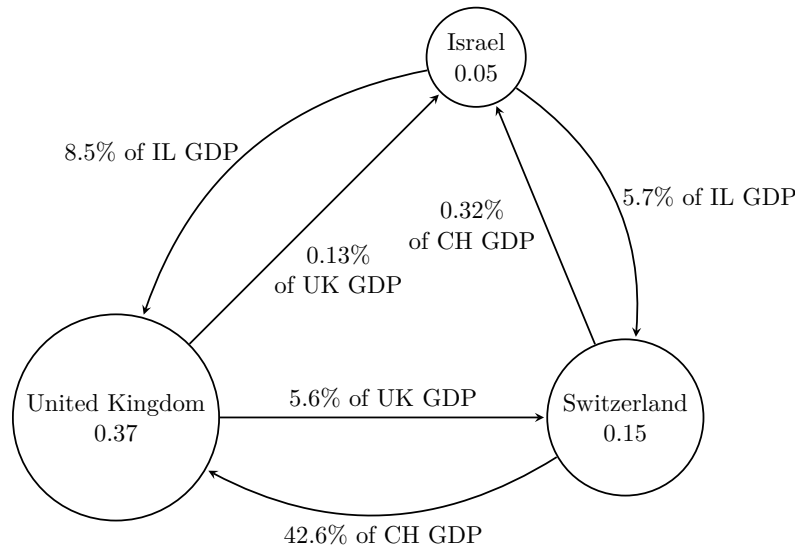 Israel
0.05
8.5% of IL GDP
5.7% of IL GDP
0.32%
of CH GDP
0.13%
of UK GDP
United Kingdom
0.37
5.6% of UK GDP
Switzerland
0.15
42.6% of CH GDP